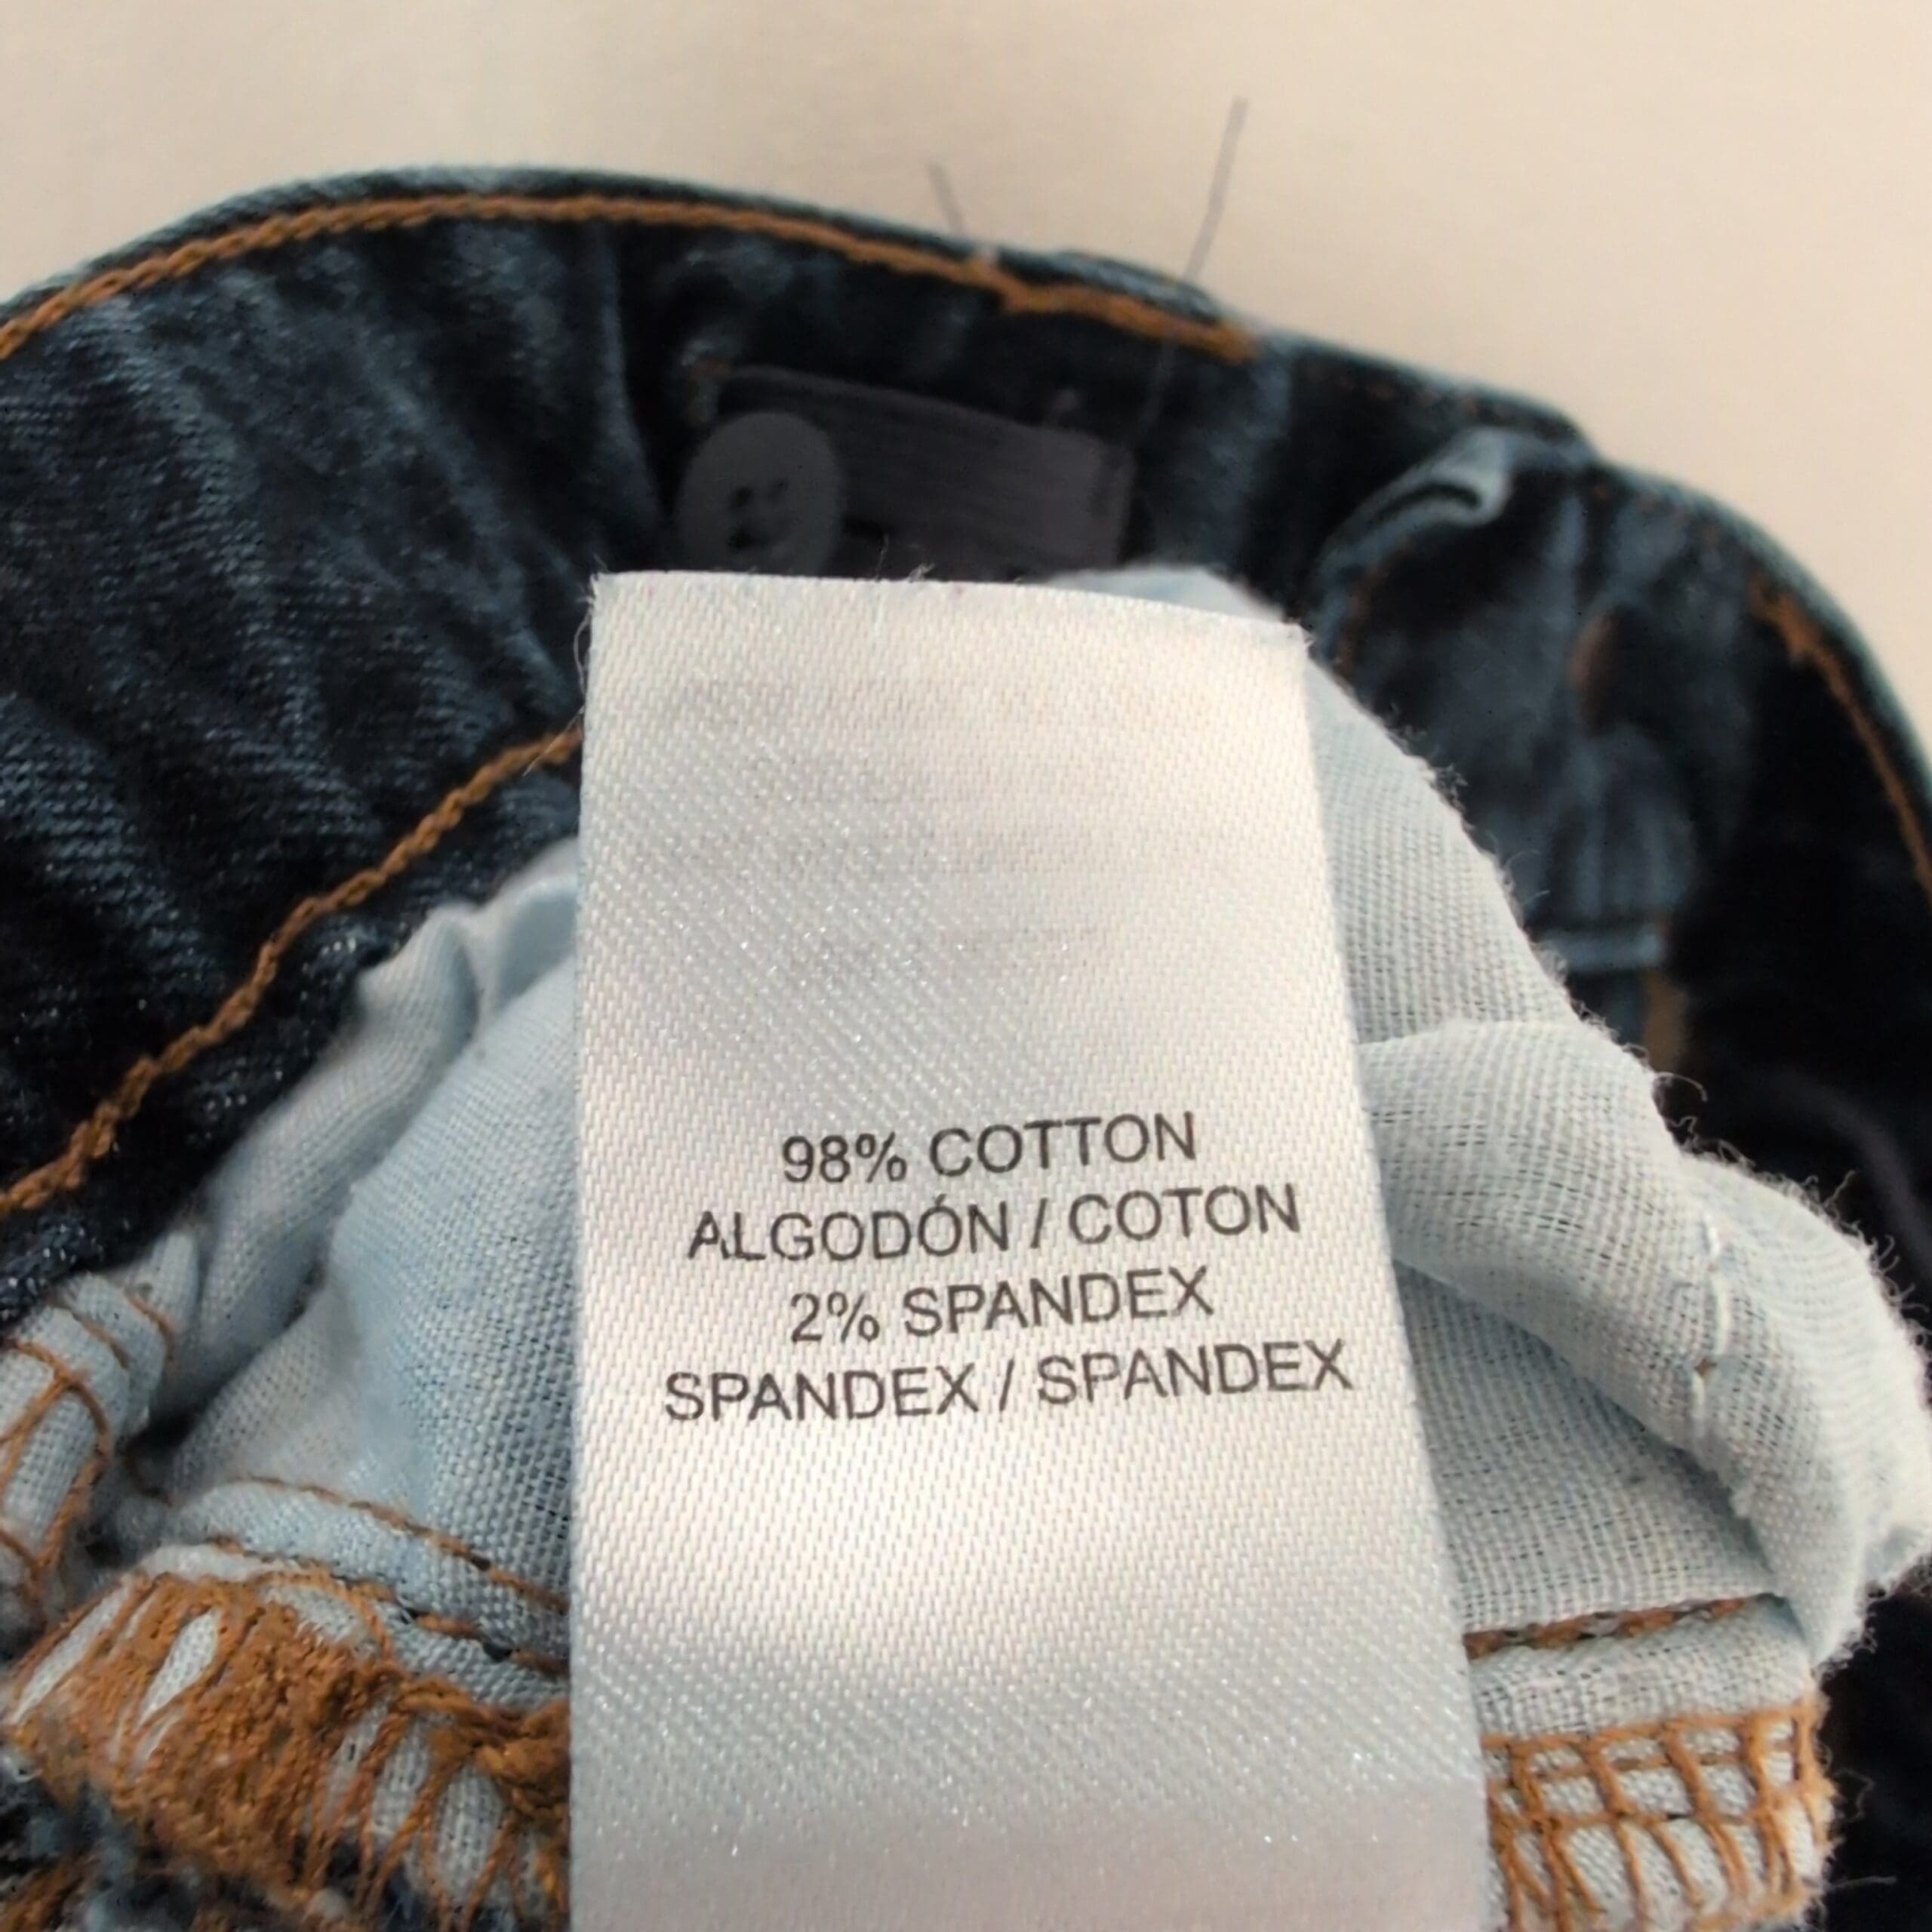 98% COTTON
ALGODÓN / COTON
2% SPANDEX
SPANDEX / SPANDEX